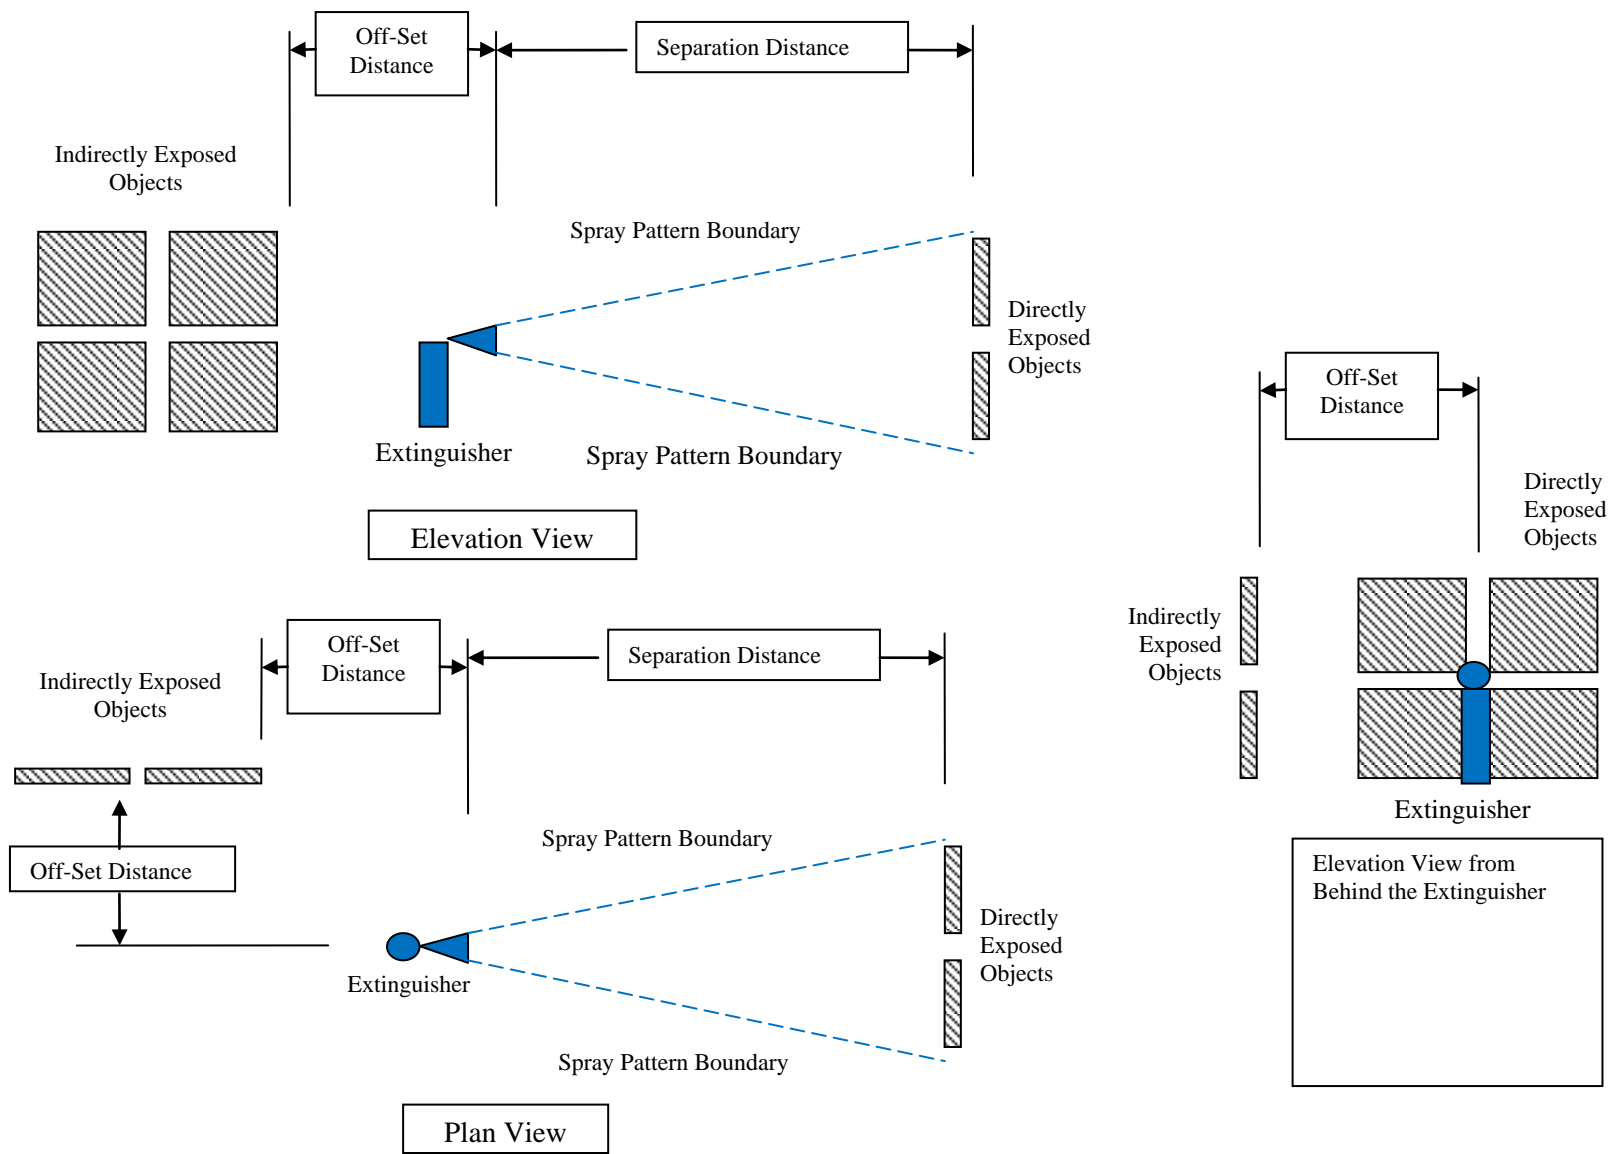 Off-Set
Distance
Separation Distance
Indirectly Exposed
Objects
Spray Pattern Boundary
Directly
Exposed
Objects
Extinguisher
Spray Pattern Boundary
Elevation View
Off-Set
Distance
Separation Distance
Indirectly Exposed
Objects
Off-Set Distance
Spray Pattern Boundary
Directly
Exposed
Objects
Extinguisher
Spray Pattern Boundary
Plan View
Off-Set
Distance
Directly
Exposed
Objects
Indirectly
Exposed
Objects
Extinguisher
Elevation View from
Behind the Extinguisher